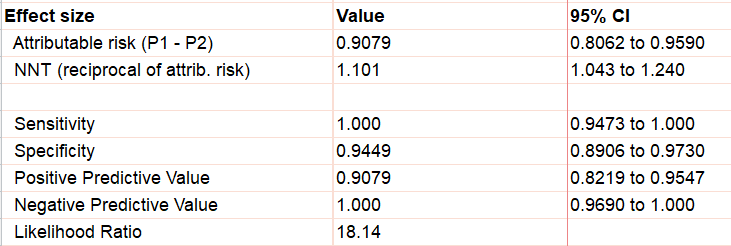 Effect size Value 95% CI
Attributable risk (P1 - P2) 0.9079 0.8062 to 0.9590
NNT (reciprocal of attrib. risk) 1.101 1.043 to 1.240
Sensitivity 1.000 0.9473 to 1.000
Specificity 0.9449 0.8906 to 0.9730
Positive Predictive Value 0.9079 0.8219 to 0.9547
Negative Predictive Value 1.000 0.9690 to 1.000
Likelihood Ratio 18.14